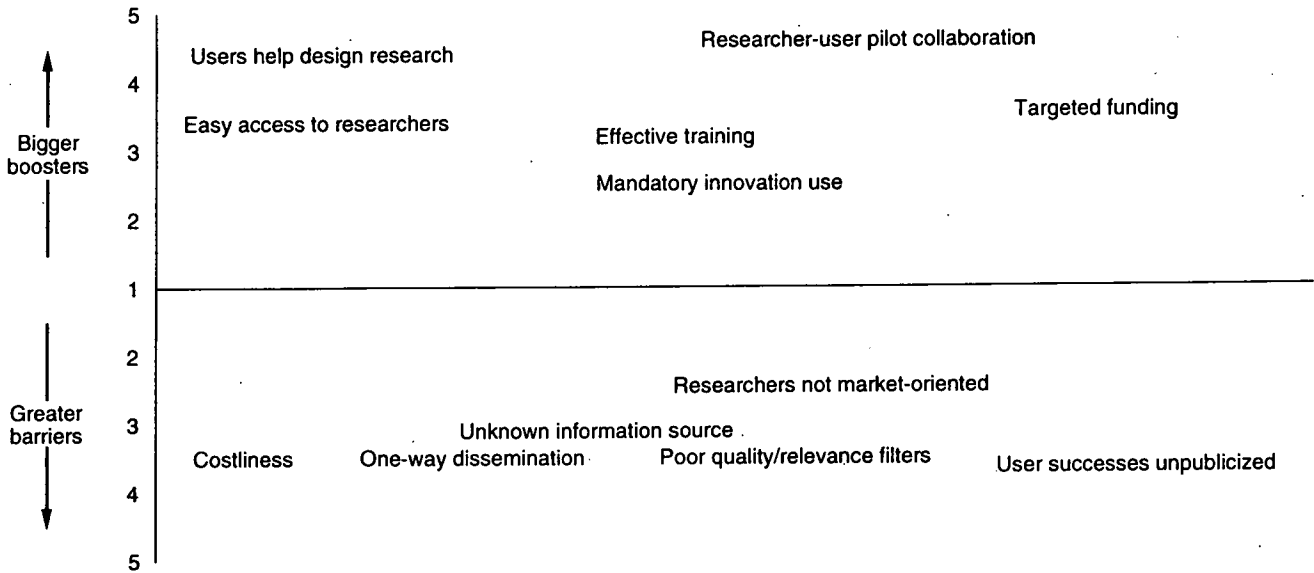 5
Researcher-user pilot collaboration
Users help design research
4
Targeted funding
Easy access to researchers
Effective training
Bigger
boosters
3
Mandatory innovation use
2
1
2
Researchers not market-oriented
Greater
barriers
3
Unknown information source
Costliness
One-way dissemination
Poor quality/relevance filters
User successes unpublicized
4
5